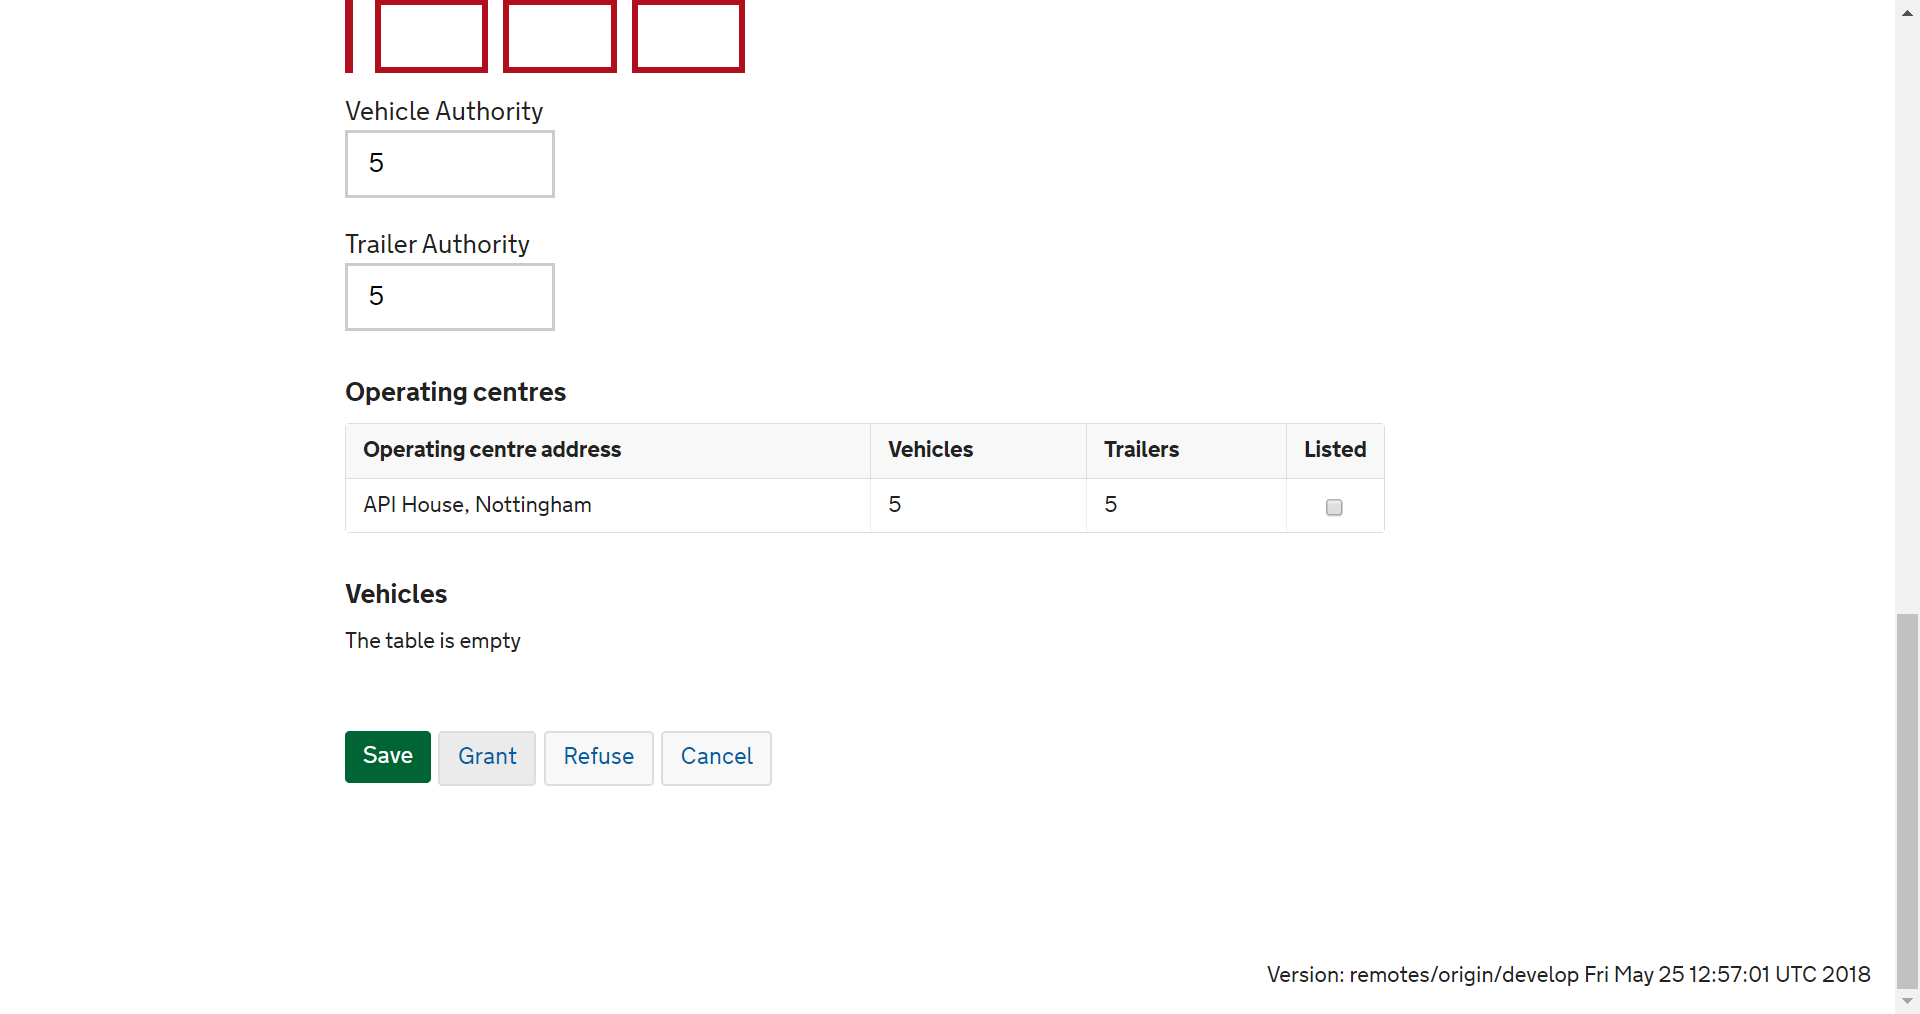 Vehicle Authority
5
Trailer Authority
5
Operating centres
Operating centre address Vehicles Trailers Listed
API House, Nottingham 5 5
Vehicles
The table is empty
Save Grant Refuse Cancel
Version: remotes/origin/develop Fri May 25 12:57:01 UTC 2018